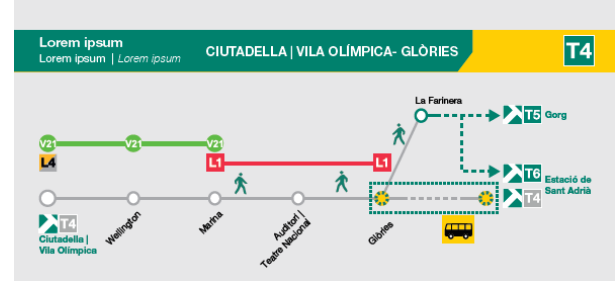 Lorem ipsum
Lorem ipsum | Lorem ipsum
CIUTADELLA | VILA OLÍMPICA- GLÒRIES
T4
La Farinera
T5 Gorg
V21 V21 V21
L4
L1 L1
T6
Estació de
Sant Adrià
T4
T4
Ciutadella |
Vila Olímpica
Wellington
Marina
Auditori |
Teatre Nacional
Glòries